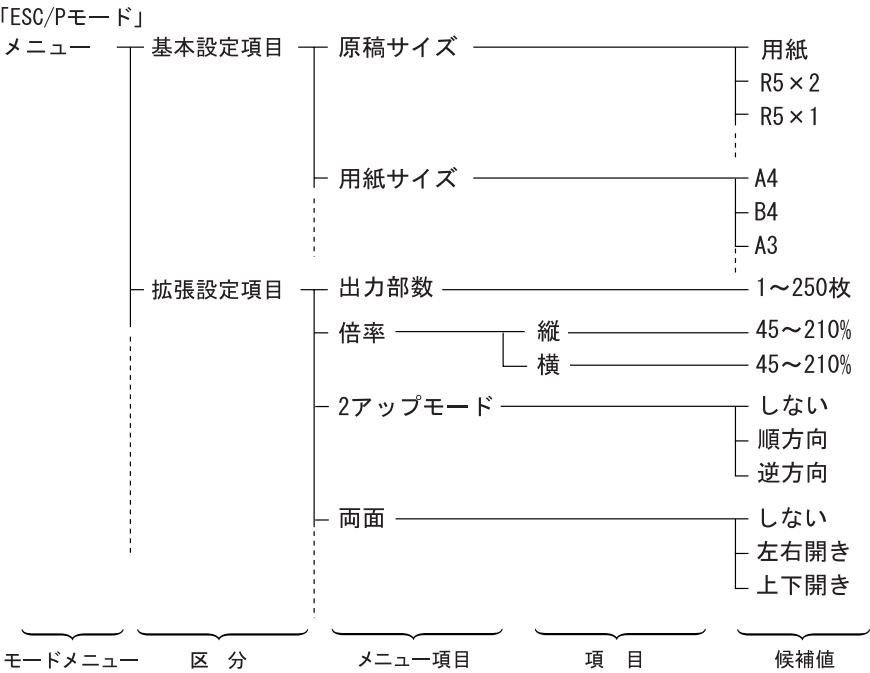 「ESC/Pモード」
メニュー 基本設定項目 原稿サイズ 用紙
R5×2
R5×1
用紙サイズ A4
B4
A3
拡張設定項目 出力部数 1～250枚
倍率 縦 45～210%
横 45～210%
2アップモード しない
順方向
逆方向
両面 しない
左右開き
上下開き
モードメニュー 区 分 メニュー項目 項 目 候補値